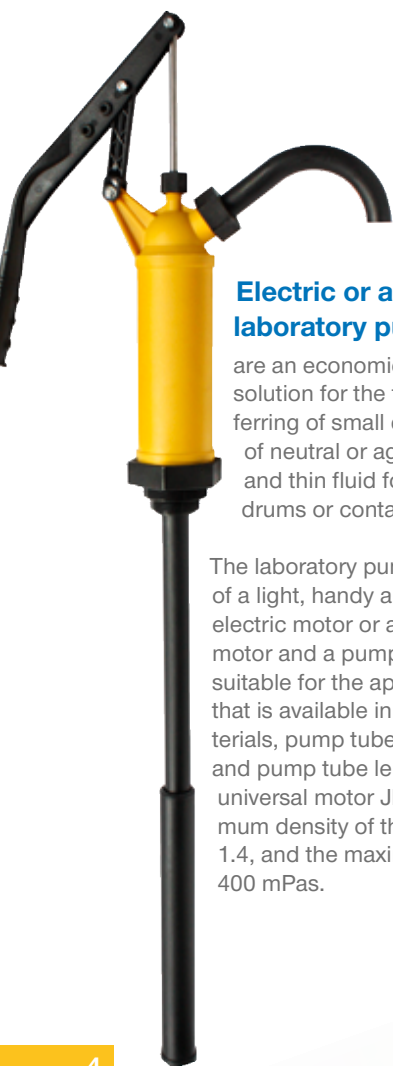 Electric or a
laboratory pu
are an economic
solution for the
ferring of small
of neutral or ag
and thin fluid fo
drums or conta
The laboratory pu
of a light, handy a
electric motor or a
motor and a pump
suitable for the ap
that is available in
terials, pump tube
and pump tube le
universal motor
mum density of th
1.4, and the maxi
400 mPas.
4